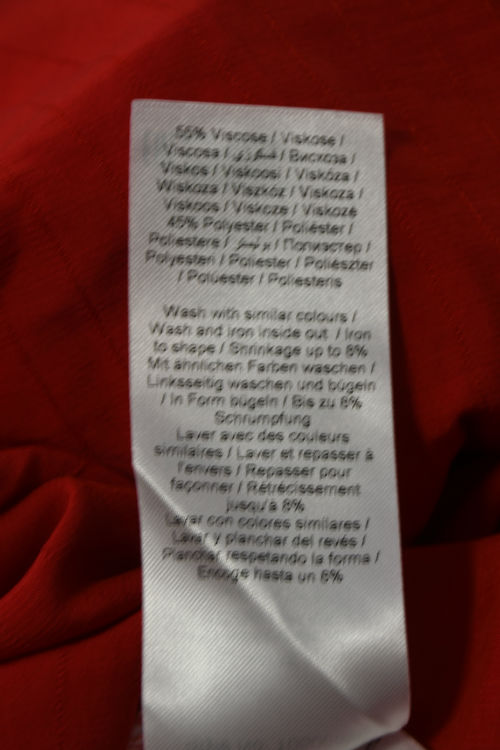 55% Viscose / Viskose /
Viscosa / فسكوزي / Вискоза /
Viskos / Viskoosi / Viskóza /
Wiskoza / Viszkóz / Viskoza /
Viskoos / Viskoze / Viskozė
45% Polyester / Poliéster /
Poliestere / بوليستر / Полиэстер /
Polyesteri / Poliester / Poliészter
/ Polüester / Poliesteris
Wash with similar colours /
Wash and iron inside out / Iron
to shape / Shrinkage up to 8%
Mit ähnlichen Farben waschen /
Linksseitig waschen und bügeln
/ In Form bügeln / Bis zu 8%
Schrumpfung
Laver avec des couleurs
similaires / Laver et repasser à
l'envers / Repasser pour
façonner / Rétrécissement
jusqu'à 8%
Lavar con colores similares /
Lavar y planchar del revés /
Planchar respetando la forma /
Encoge hasta un 8%